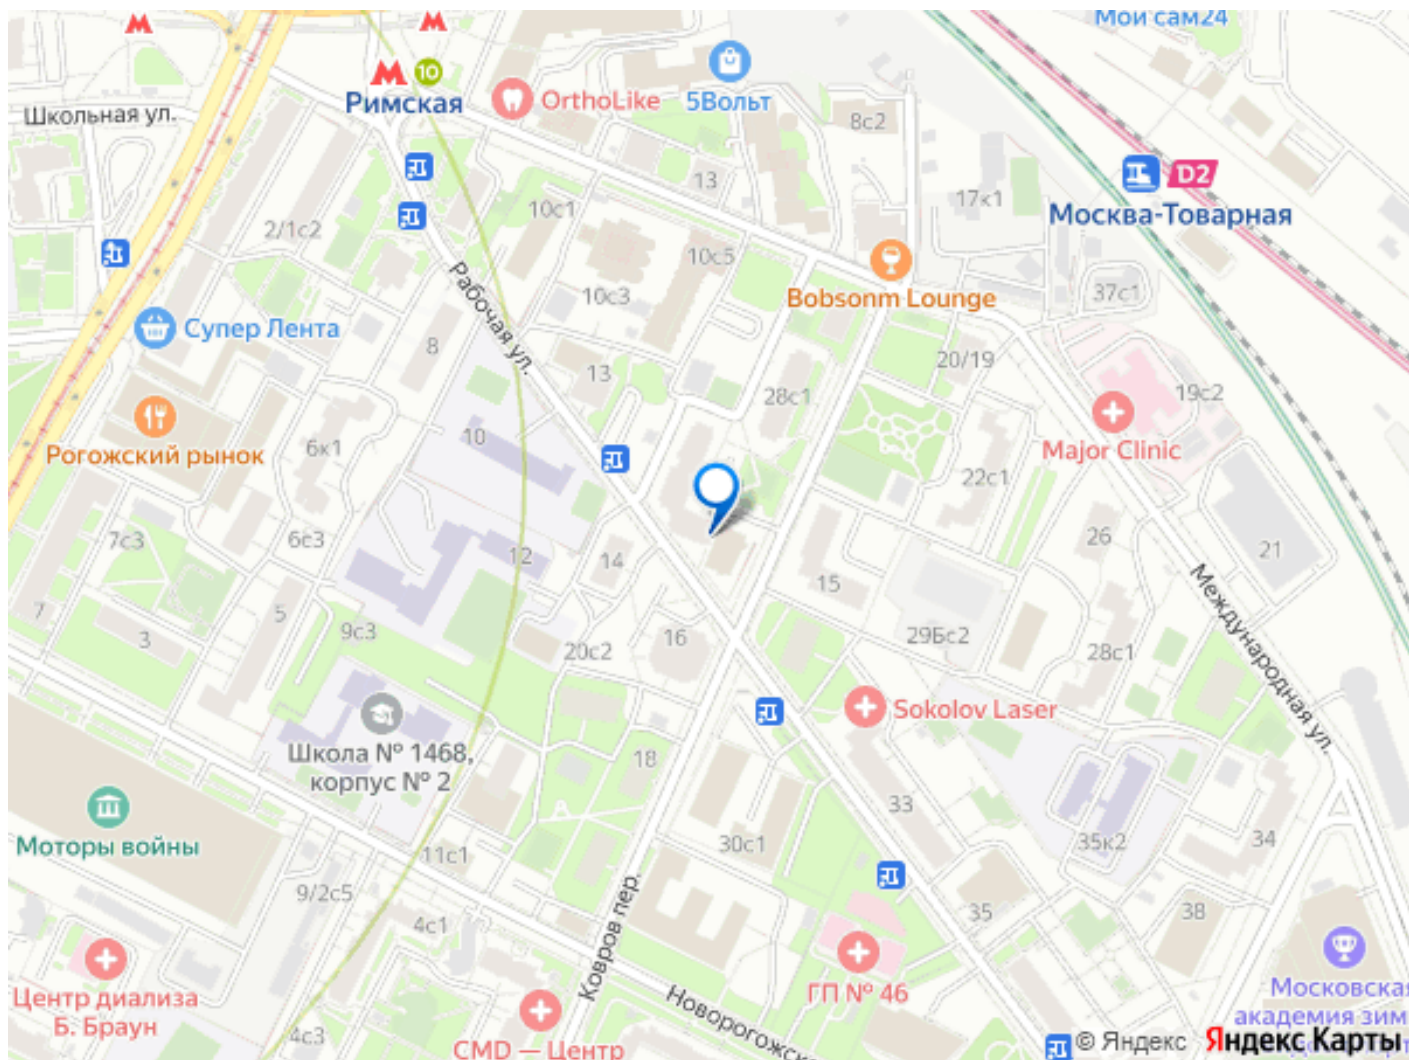 Мой сам24
10
Римская
OrthoLike
5Вольт
Школьная ул.
8с2
D2
Москва-Товарная
13
17к1
10с1
2/1с2
10с5
10с3
37с1
Bobsonm Lounge
Рабочая ул.
Супер Лента
8
13
28с1
20/19
19с2
Major Clinic
Рогожский рынок
6к1
10
22с1
7с3
6е3
12
14
15
26
21
7
3
5
9с3
20с2
16
29Бс2
28с1
Международная ул.
Sokolov Laser
Школа № 1468,
корпус № 2
18
33
Моторы войны
11с1
30с1
35к2
34
9/2с5
4с1
Ковров пер.
35
38
Центр диализа
Б. Браун
ГП № 46
Новорогожск
4с3
CMD — Центр
Московска
академия зим
© Яндекс
Яндекс Карты